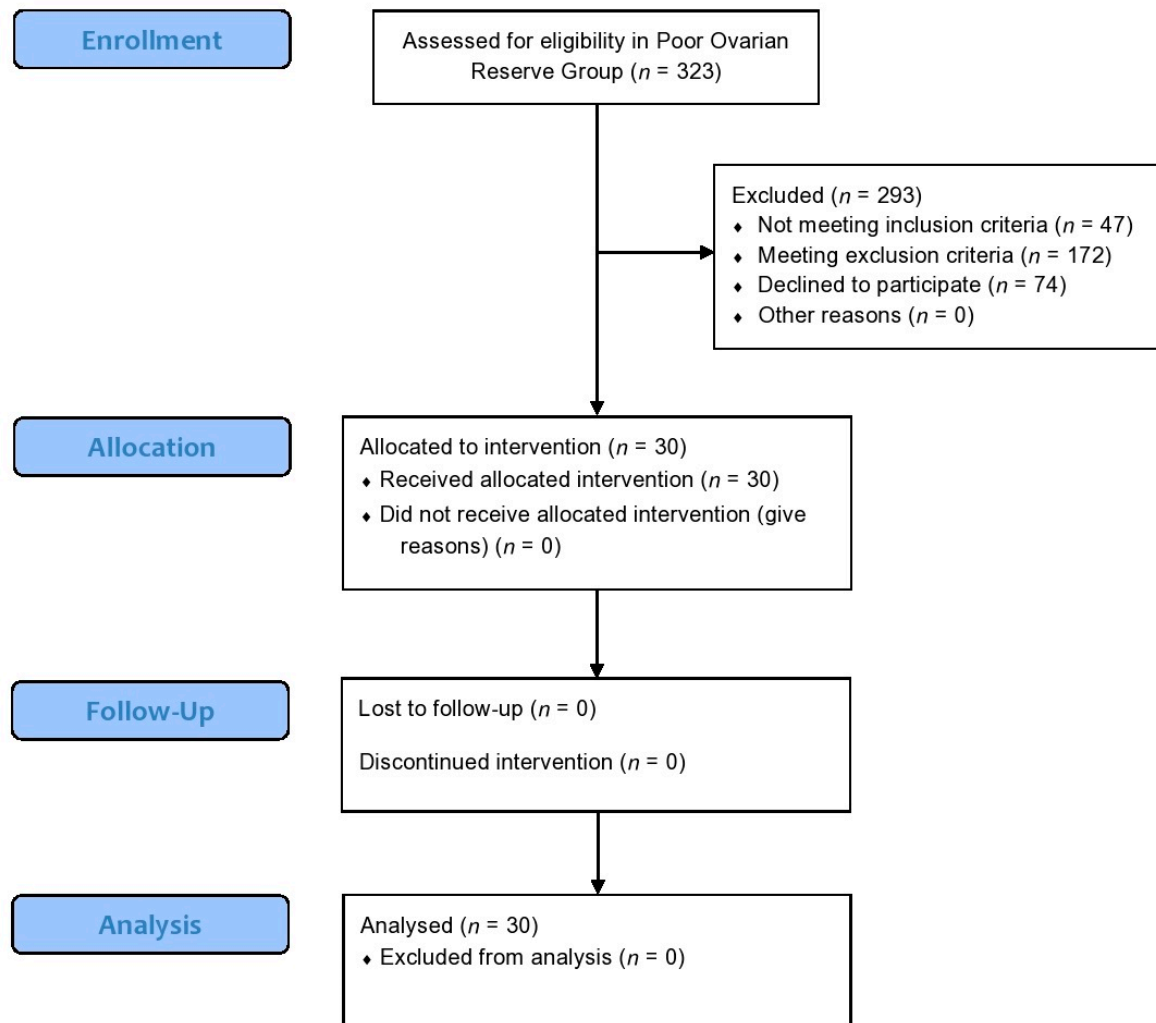 Enrollment
Assessed for eligibility in Poor Ovarian
Reserve Group (n = 323)
Excluded (n = 293)
♦ Not meeting inclusion criteria (n = 47)
♦ Meeting exclusion criteria (n = 172)
♦ Declined to participate (n = 74)
♦ Other reasons (n = 0)
Allocation
Allocated to intervention (n = 30)
♦ Received allocated intervention (n = 30)
♦ Did not receive allocated intervention (give
reasons) (n = 0)
Follow-Up
Lost to follow-up (n = 0)
Discontinued intervention (n = 0)
Analysis
Analysed (n = 30)
♦ Excluded from analysis (n = 0)